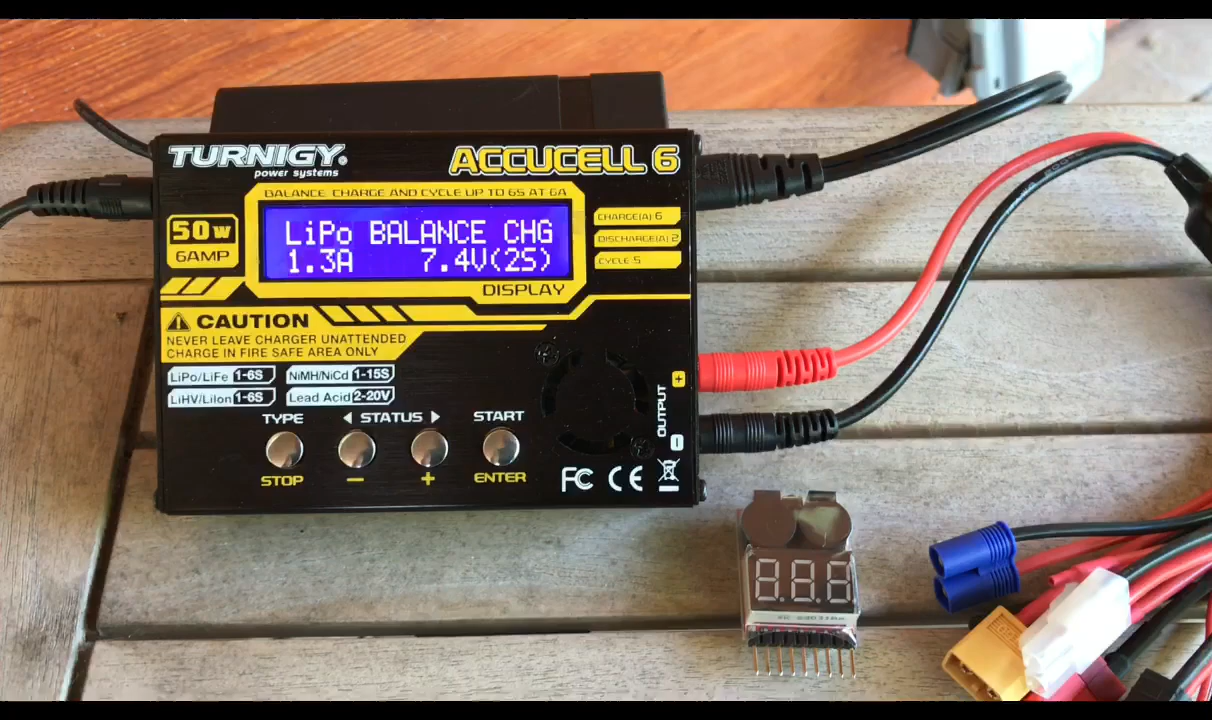 TURNIGY
power systems
ACCUCELL 6
BALANCE CHARGE AND CYCLE UP TO 6S AT 6A
50W
6AMP
LiPo BALANCE CHG
1.3A 7.4V(2S)
CHARGE(A) 6
DISCHARGE(A) 2
CYCLE 5
DISPLAY
CAUTION
NEVER LEAVE CHARGER UNATTENDED
CHARGE IN FIRE SAFE AREA ONLY
LiPo/LiFe 1-6S NiMH/NiCd 1-15S
LiHV/LiIon 1-6S Lead Acid 2-20V
TYPE STATUS START
STOP - + ENTER
OUTPUT + -
FC CE
8.8.8